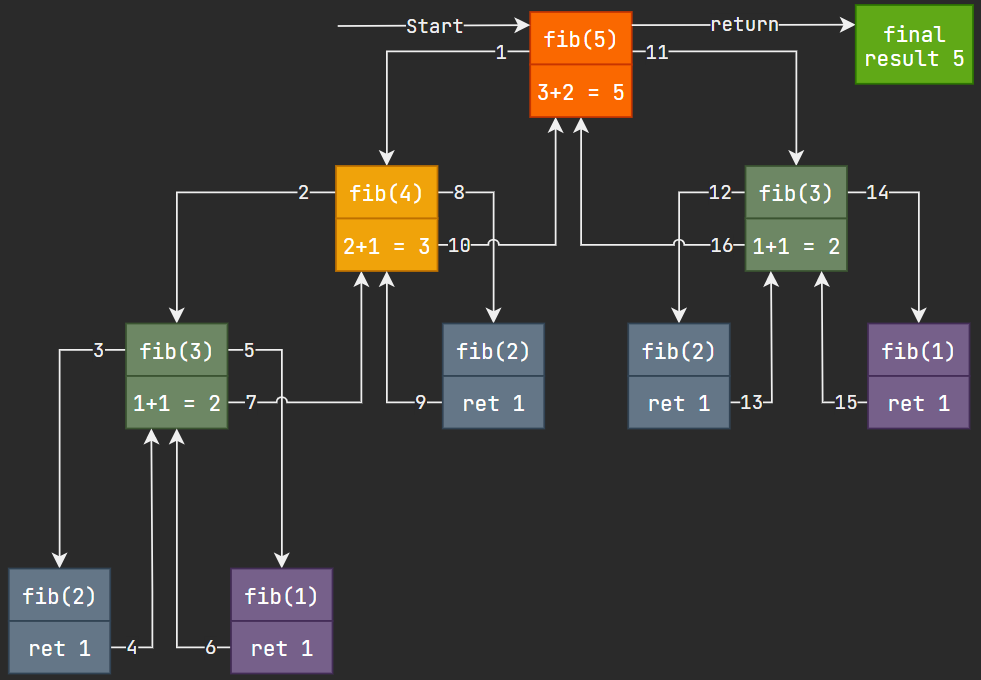 Start
fib(5)
3+2 = 5
return
final
result 5
1
11
2
fib(4)
2+1 = 3
8
10
12
fib(3)
1+1 = 2
14
16
3
fib(3)
1+1 = 2
5
7
9
fib(2)
ret 1
fib(2)
ret 1
13
15
fib(1)
ret 1
fib(2)
ret 1
4
6
fib(1)
ret 1